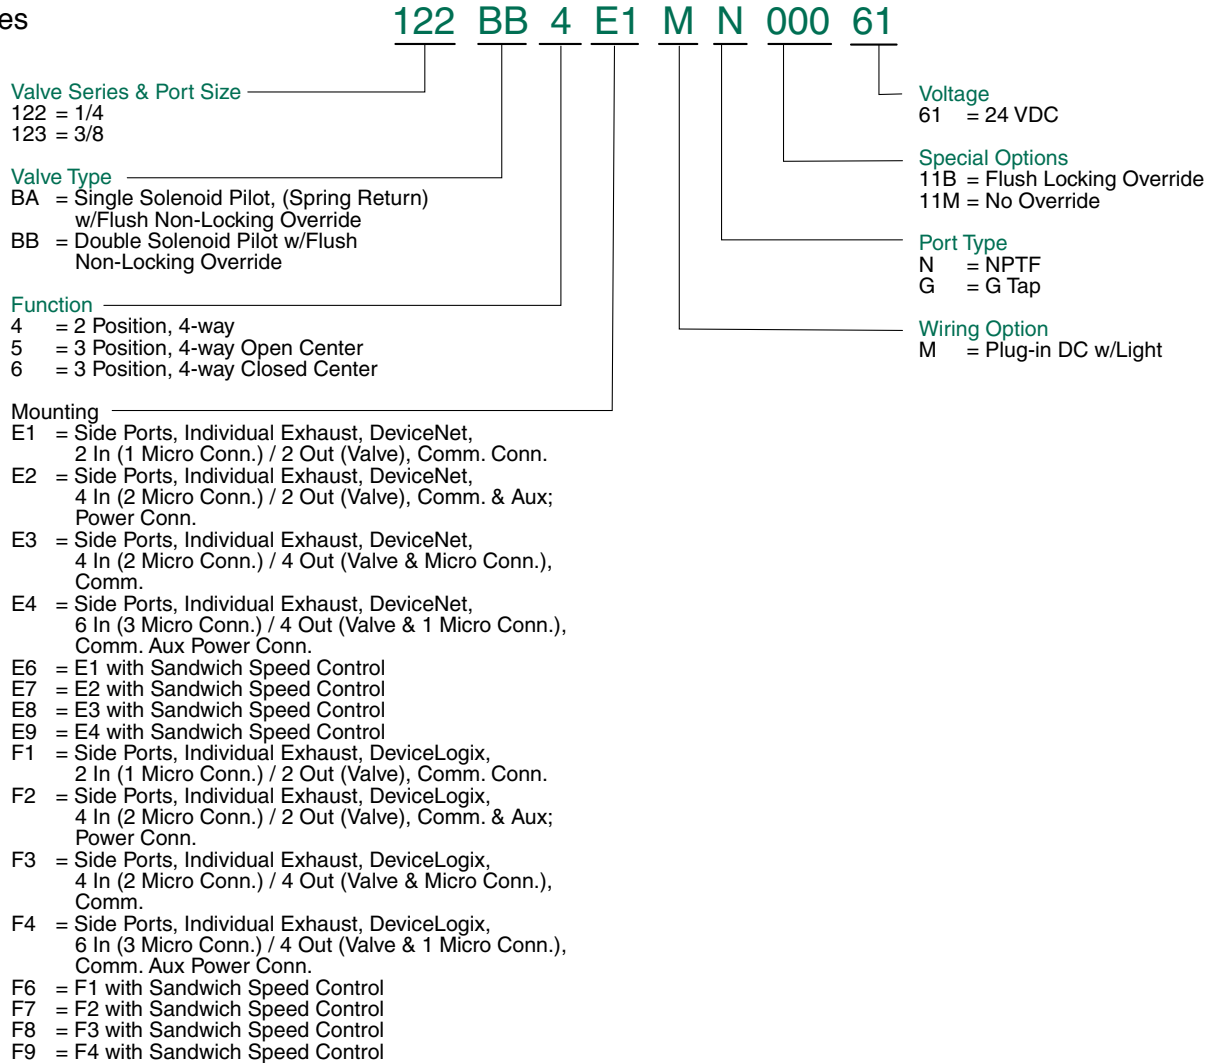 es
122 BB 4 E1 M N 000 61
Valve Series & Port Size
122 = 1/4
123 = 3/8
Valve Type
BA = Single Solenoid Pilot, (Spring Return)
w/Flush Non-Locking Override
BB = Double Solenoid Pilot w/Flush
Non-Locking Override
Function
4 = 2 Position, 4-way
5 = 3 Position, 4-way Open Center
6 = 3 Position, 4-way Closed Center
Mounting
E1 = Side Ports, Individual Exhaust, DeviceNet,
2 In (1 Micro Conn.) / 2 Out (Valve), Comm. Conn.
E2 = Side Ports, Individual Exhaust, DeviceNet,
4 In (2 Micro Conn.) / 2 Out (Valve), Comm. & Aux;
Power Conn.
E3 = Side Ports, Individual Exhaust, DeviceNet,
4 In (2 Micro Conn.) / 4 Out (Valve & Micro Conn.),
Comm.
E4 = Side Ports, Individual Exhaust, DeviceNet,
6 In (3 Micro Conn.) / 4 Out (Valve & 1 Micro Conn.),
Comm. Aux Power Conn.
E6 = E1 with Sandwich Speed Control
E7 = E2 with Sandwich Speed Control
E8 = E3 with Sandwich Speed Control
E9 = E4 with Sandwich Speed Control
F1 = Side Ports, Individual Exhaust, DeviceLogix,
2 In (1 Micro Conn.) / 2 Out (Valve), Comm. Conn.
F2 = Side Ports, Individual Exhaust, DeviceLogix,
4 In (2 Micro Conn.) / 2 Out (Valve), Comm. & Aux;
Power Conn.
F3 = Side Ports, Individual Exhaust, DeviceLogix,
4 In (2 Micro Conn.) / 4 Out (Valve & Micro Conn.),
Comm.
F4 = Side Ports, Individual Exhaust, DeviceLogix,
6 In (3 Micro Conn.) / 4 Out (Valve & 1 Micro Conn.),
Comm. Aux Power Conn.
F6 = F1 with Sandwich Speed Control
F7 = F2 with Sandwich Speed Control
F8 = F3 with Sandwich Speed Control
F9 = F4 with Sandwich Speed Control
Voltage
61 = 24 VDC
Special Options
11B = Flush Locking Override
11M = No Override
Port Type
N = NPTF
G = G Tap
Wiring Option
M = Plug-in DC w/Light